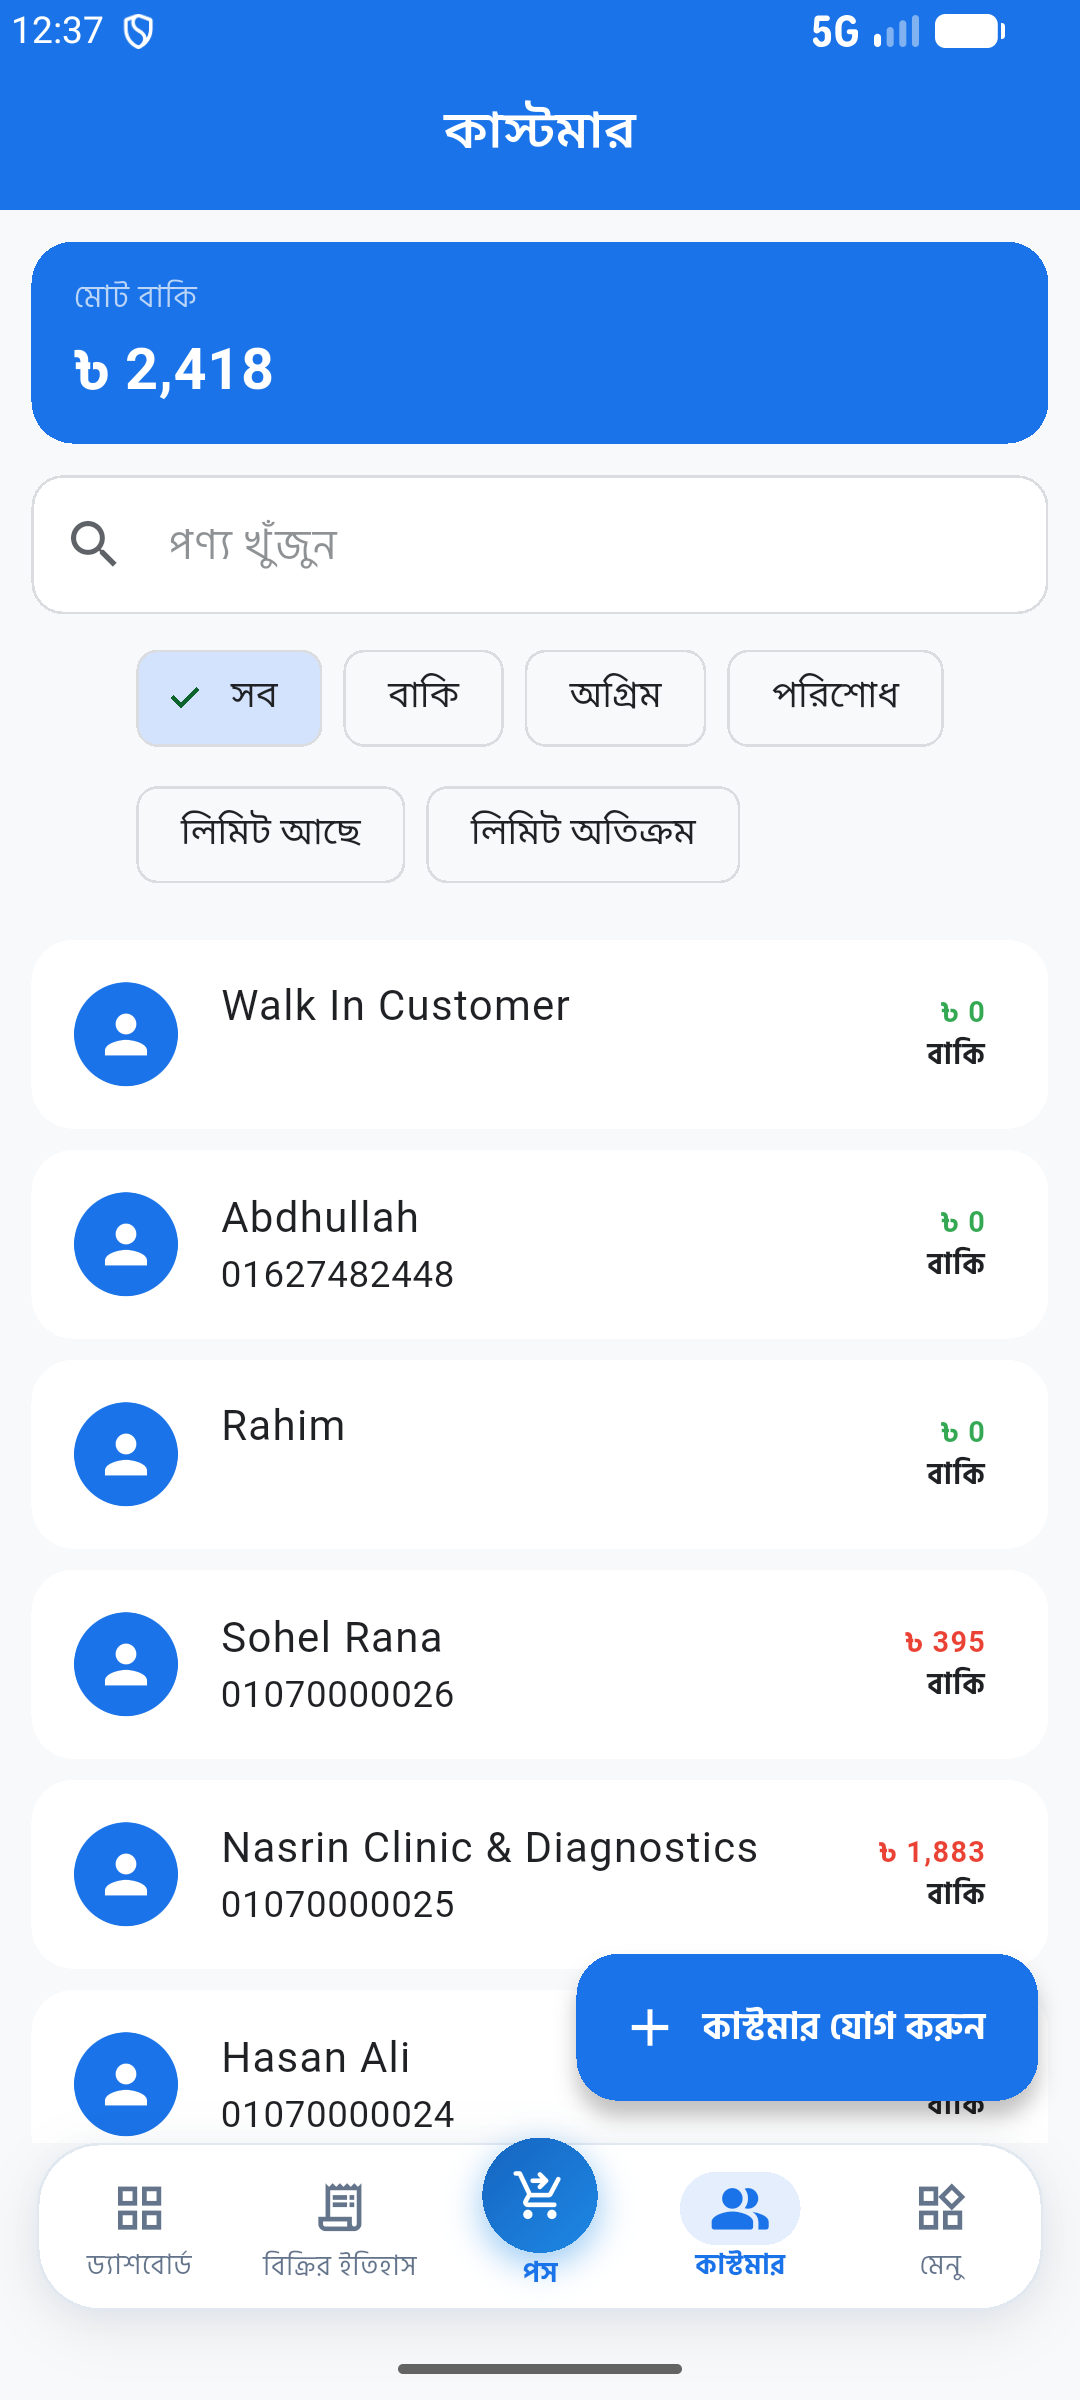 12:37
5G
কাস্টমার
মোট বাকি
৳ 2,418
পণ্য খুঁজুন
সব
বাকি
অগ্রিম
পরিশোধ
লিমিট আছে
লিমিট অতিক্রম
Walk In Customer
৳ 0
বাকি
Abdhullah
01627482448
৳ 0
বাকি
Rahim
৳ 0
বাকি
Sohel Rana
01070000026
৳ 395
বাকি
Nasrin Clinic & Diagnostics
01070000025
৳ 1,883
বাকি
Hasan Ali
01070000024
কাস্টমার যোগ করুন
বাকি
ড্যাশবোর্ড
বিক্রির ইতিহাস
পস
কাস্টমার
মেনু